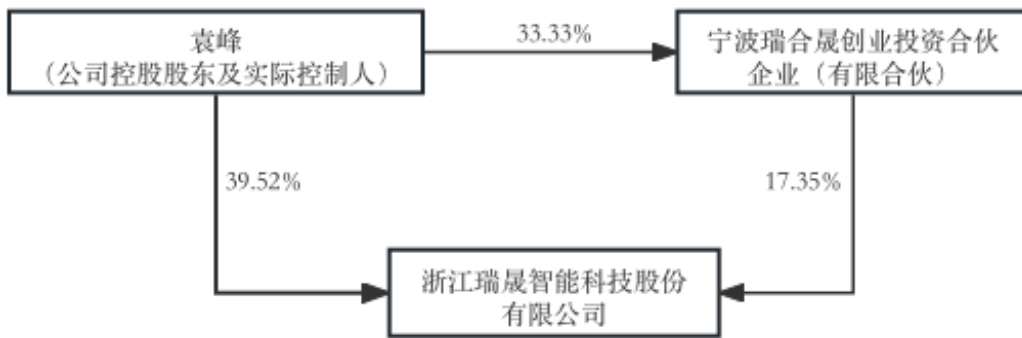 袁峰
（公司控股股东及实际控制人）
33.33%
宁波瑞合晟创业投资合伙
企业（有限合伙）
39.52%
17.35%
浙江瑞晟智能科技股份
有限公司